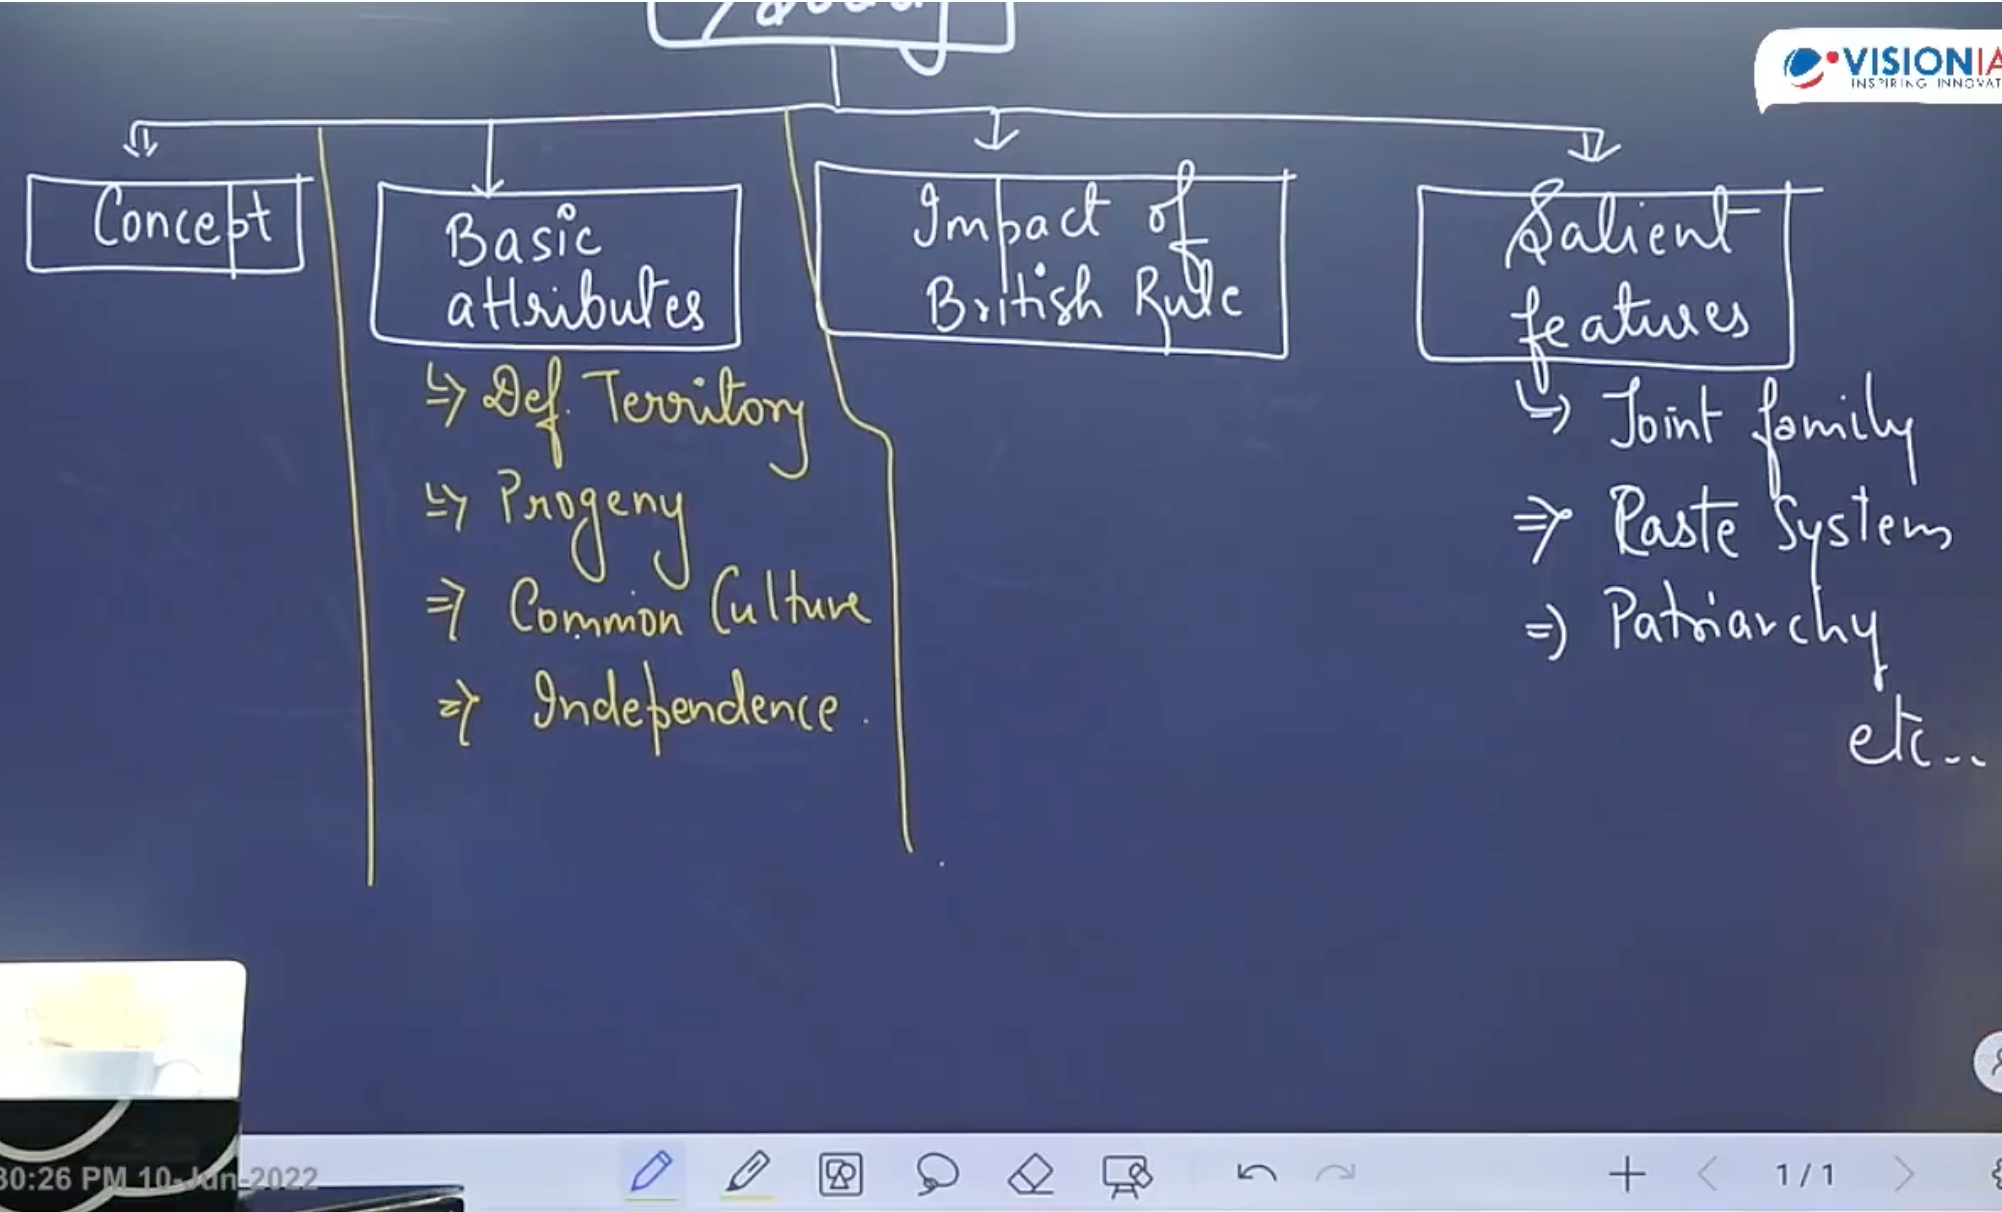 VISIONIA
INSPIRING INNOVAT
Concept
Basic
attributes
Def. Territory
Progeny
Common Culture
Independence.
Impact of
British Rule
Salient
features
Joint family
Caste System
Patriarchy
etc...
30:26 PM 10-Jun-2022
1/1